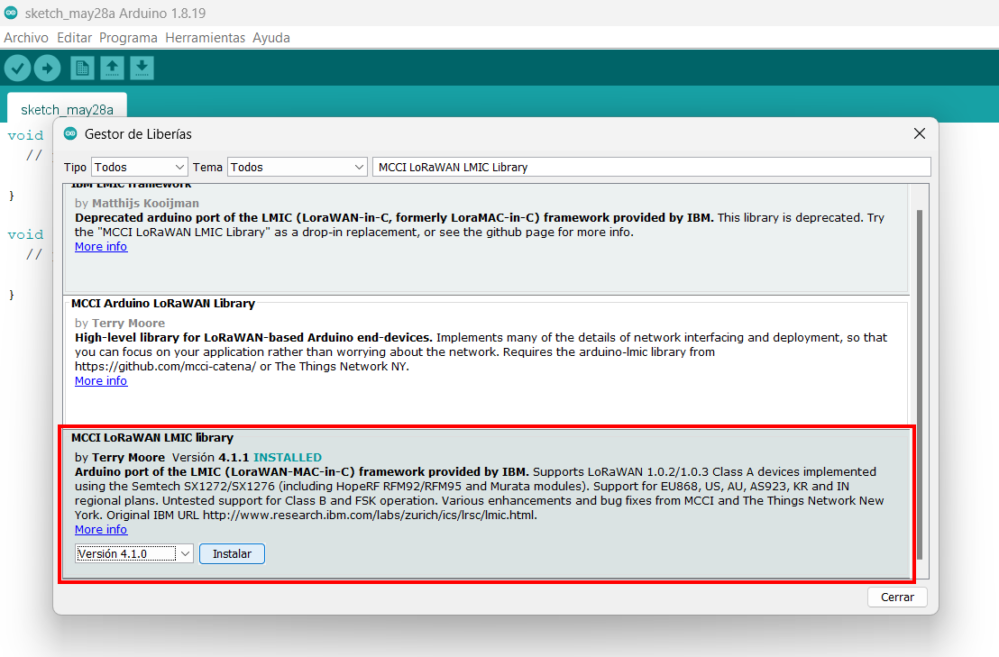 sketch_may28a Arduino 1.8.19
Archivo Editar Programa Herramientas Ayuda
sketch_may28a
void
//
}
void
//
}
Gestor de Liberías
Tipo Todos Tema Todos MCCI LoRaWAN LMIC Library
IBM LMIC framework
by Matthijs Kooijman
Deprecated arduino port of the LMIC (LoraWAN-in-C, formerly LoraMAC-in-C) framework provided by IBM. This library is deprecated. Try
the "MCCI LoRaWAN LMIC Library" as a drop-in replacement, or see the github page for more info.
More info
MCCI Arduino LoRaWAN Library
by Terry Moore
High-level library for LoRaWAN-based Arduino end-devices. Implements many of the details of network interfacing and deployment, so that
you can focus on your application rather than worrying about the network. Requires the arduino-lmic library from
https://github.com/mcci-catena/ or The Things Network NY.
More info
MCCI LoRaWAN LMIC library
by Terry Moore Versión 4.1.1 INSTALLED
Arduino port of the LMIC (LoraWAN-MAC-in-C) framework provided by IBM. Supports LoRaWAN 1.0.2/1.0.3 Class A devices implemented
using the Semtech SX1272/SX1276 (including HopeRF RFM92/RFM95 and Murata modules). Support for EU868, US, AU, AS923, KR and IN
regional plans. Untested support for Class B and FSK operation. Various enhancements and bug fixes from MCCI and The Things Network New
York. Original IBM URL http://www.research.ibm.com/labs/zurich/ics/lrsc/lmic.html.
More info
Versión 4.1.0 Instalar
Cerrar